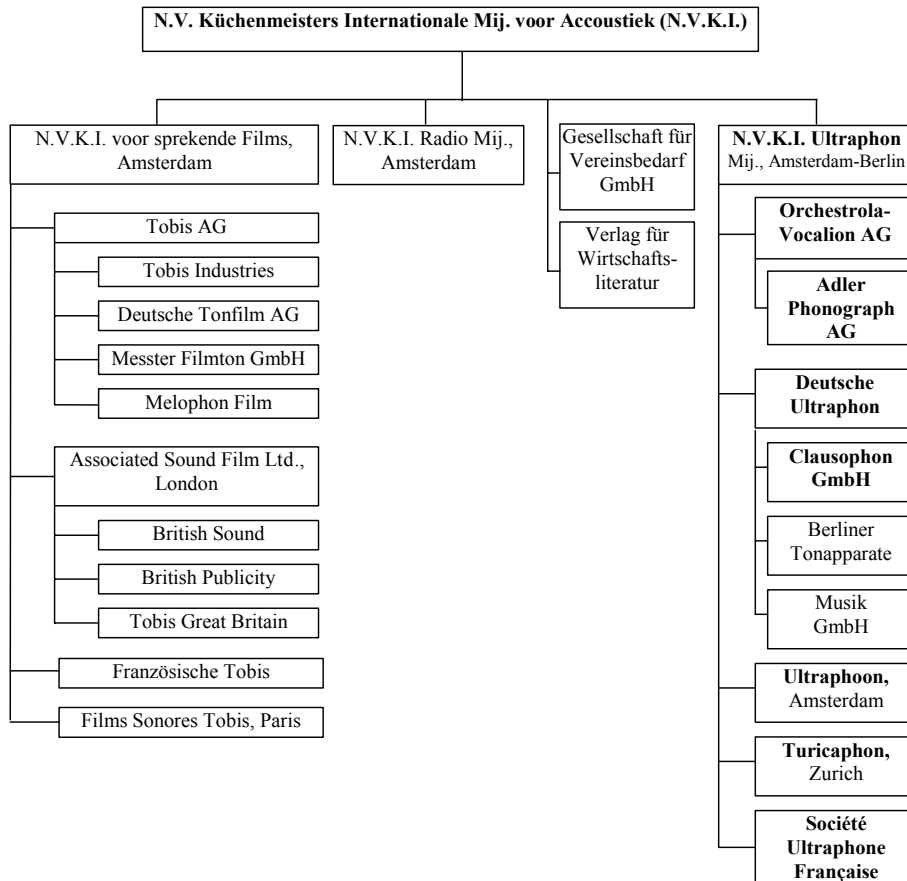 N.V. Küchenmeisters Internationale Mij. voor Accoustiek (N.V.K.I.)
N.V.K.I. voor sprekende Films,
Amsterdam
Tobis AG
Tobis Industries
Deutsche Tonfilm AG
Messter Filmton GmbH
Melophon Film
Associated Sound Film Ltd.,
London
British Sound
British Publicity
Tobis Great Britain
Französische Tobis
Films Sonores Tobis, Paris
N.V.K.I. Radio Mij.,
Amsterdam
Gesellschaft für
Vereinsbedarf
GmbH
Verlag für
Wirtschafts-
literatur
N.V.K.I. Ultraphon
Mij., Amsterdam-Berlin
Orchestrola-
Vocalion AG
Adler
Phonograph
AG
Deutsche
Ultraphon
Clausophon
GmbH
Berliner
Tonapparate
Musik
GmbH
Ultraphoon,
Amsterdam
Turicaphon,
Zurich
Société
Ultraphone
Française